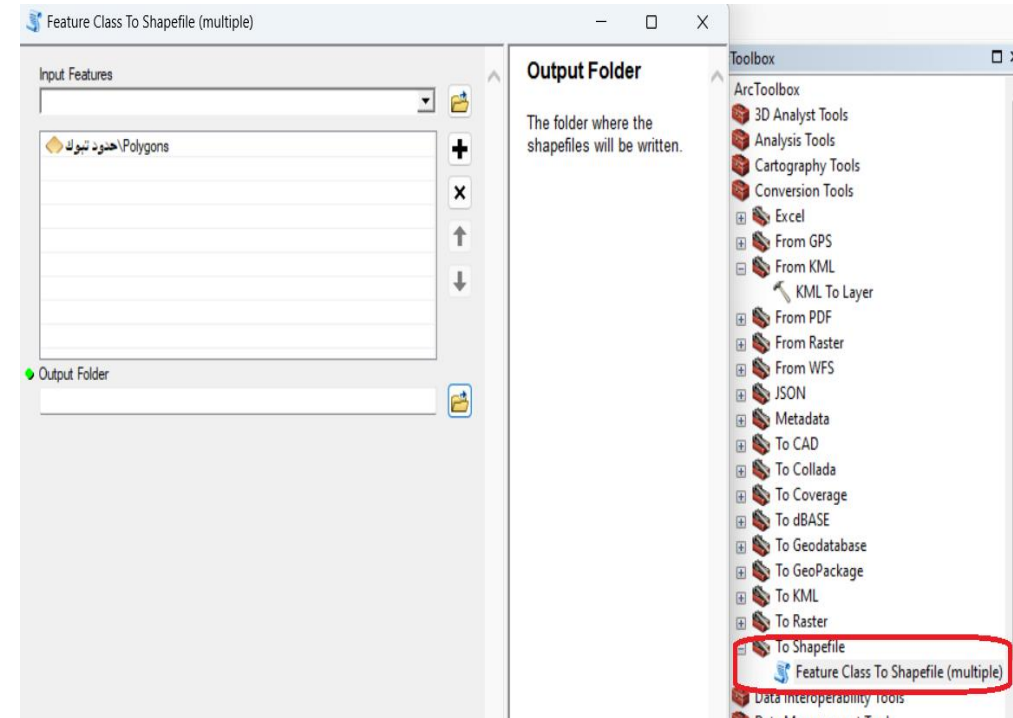 Feature Class To Shapefile (multiple)
Input Features
حدود تبوك\Polygons
Output Folder
Output Folder
The folder where the
shapefiles will be written.
Toolbox
ArcToolbox
3D Analyst Tools
Analysis Tools
Cartography Tools
Conversion Tools
Excel
From GPS
From KML
KML To Layer
From PDF
From Raster
From WFS
JSON
Metadata
To CAD
To Collada
To Coverage
To dBASE
To Geodatabase
To GeoPackage
To KML
To Raster
To Shapefile
Feature Class To Shapefile (multiple)
Data Interoperability Tools